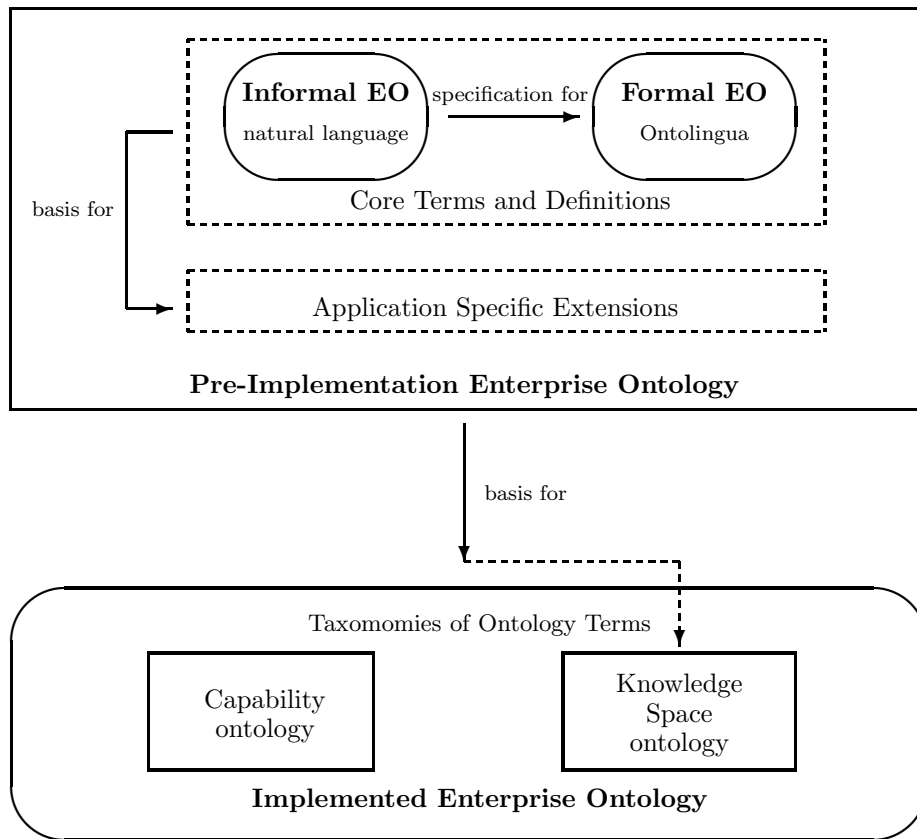 Informal EO
specification for
Formal EO
natural language
Ontolingua
Core Terms and Definitions
basis for
Application Specific Extensions
Pre-Implementation Enterprise Ontology
basis for
Taxomomies of Ontology Terms
Capability
ontology
Knowledge
Space
ontology
Implemented Enterprise Ontology